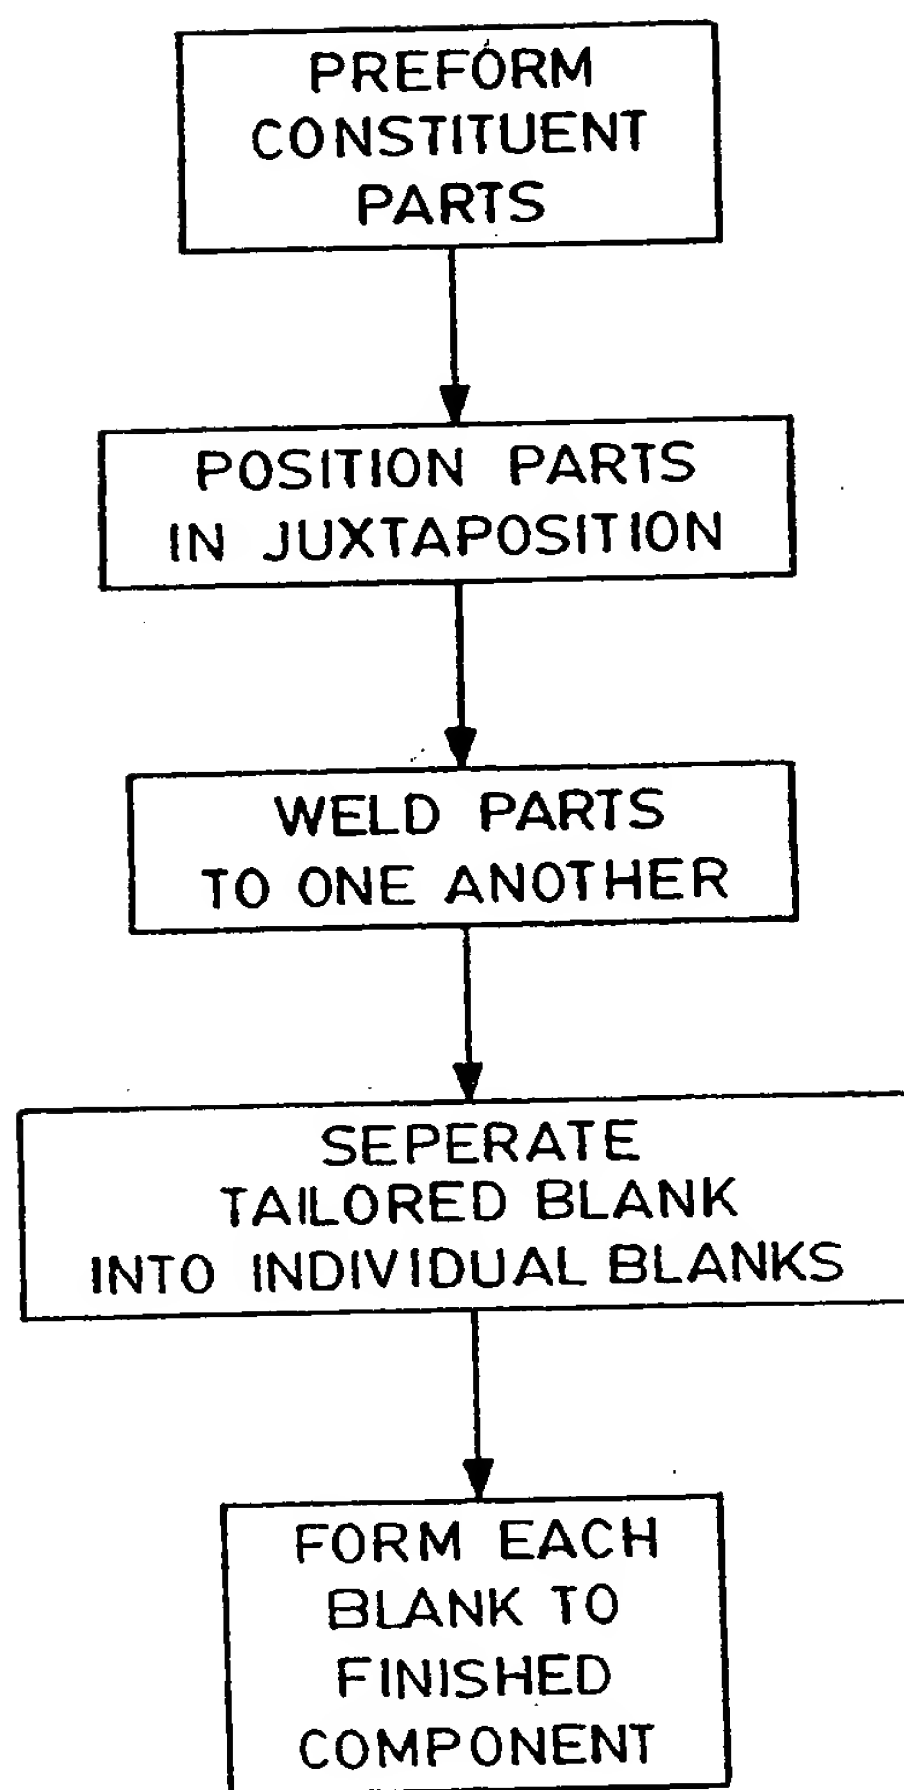 PREFORM
CONSTITUENT
PARTS
POSITION PARTS
IN JUXTAPOSITION
WELD PARTS
TO ONE ANOTHER
SEPERATE
TAILORED BLANK
INTO INDIVIDUAL BLANKS
FORM EACH
BLANK TO
FINISHED
COMPONENT